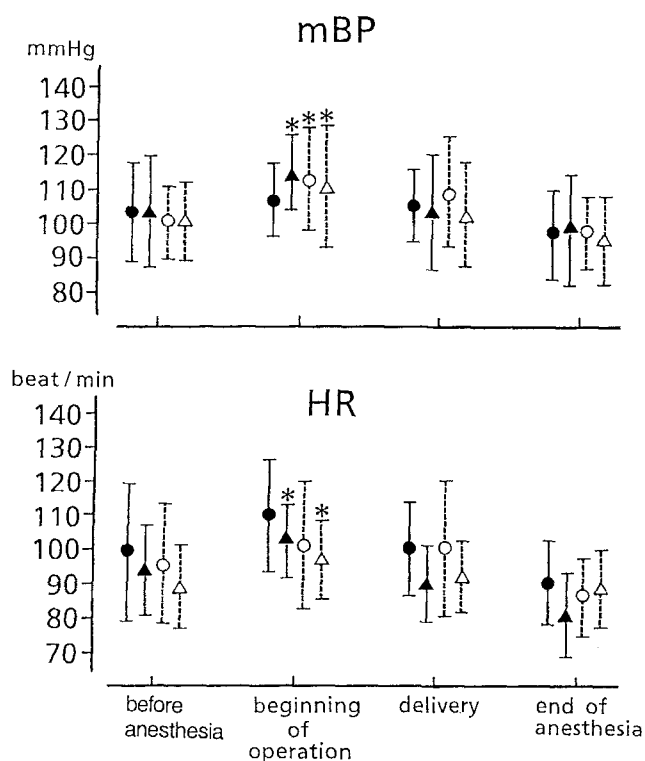 mBP
mmHg
140
130
120
110
100
90
80
* * *
HR
beat/min
140
130
120
110
100
90
80
70
* *
before
anesthesia
beginning
of
operation
delivery
end of
anesthesia